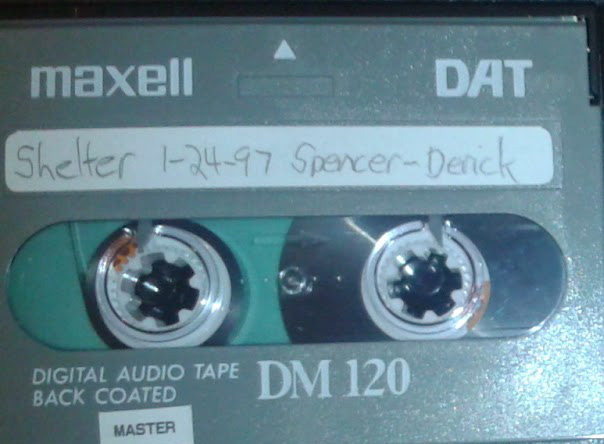 maxell DAT
Shelter 1-24-97 Spencer-Derick
DIGITAL AUDIO TAPE DM 120
BACK COATED
MASTER